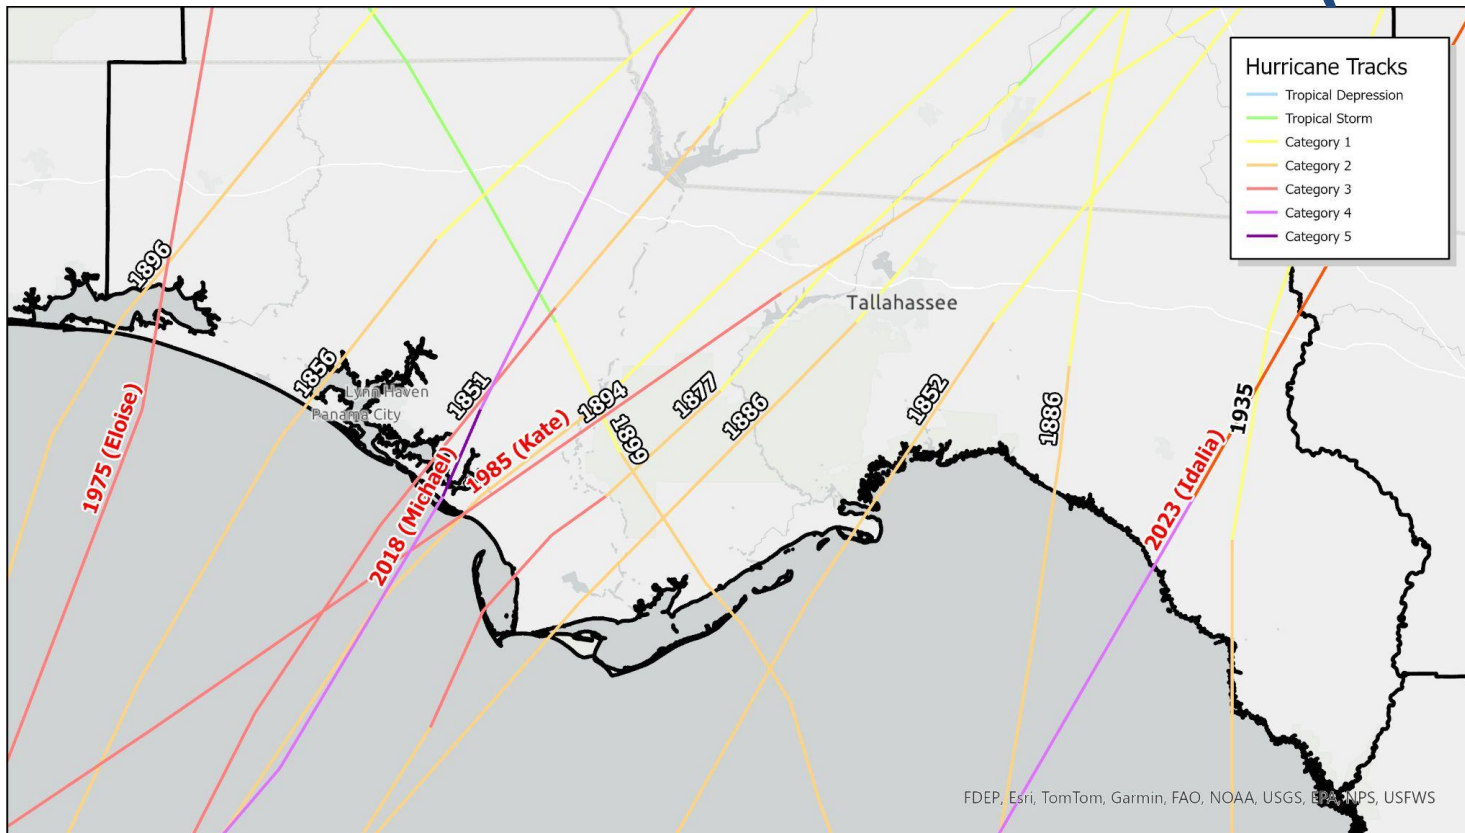 Hurricane Tracks
Tropical Depression
Tropical Storm
Category 1
Category 2
Category 3
Category 4
Category 5
1896
Tallahassee
1856
Lynn Haven
Panama City
1851
1894
1877
1886
1852
1886
1935
1899
1975 (Eloise)
2018 (Michael)
1985 (Kate)
2023 (Idalia)
FDEP, Esri, TomTom, Garmin, FAO, NOAA, USGS, EPA, NPS, USFWS